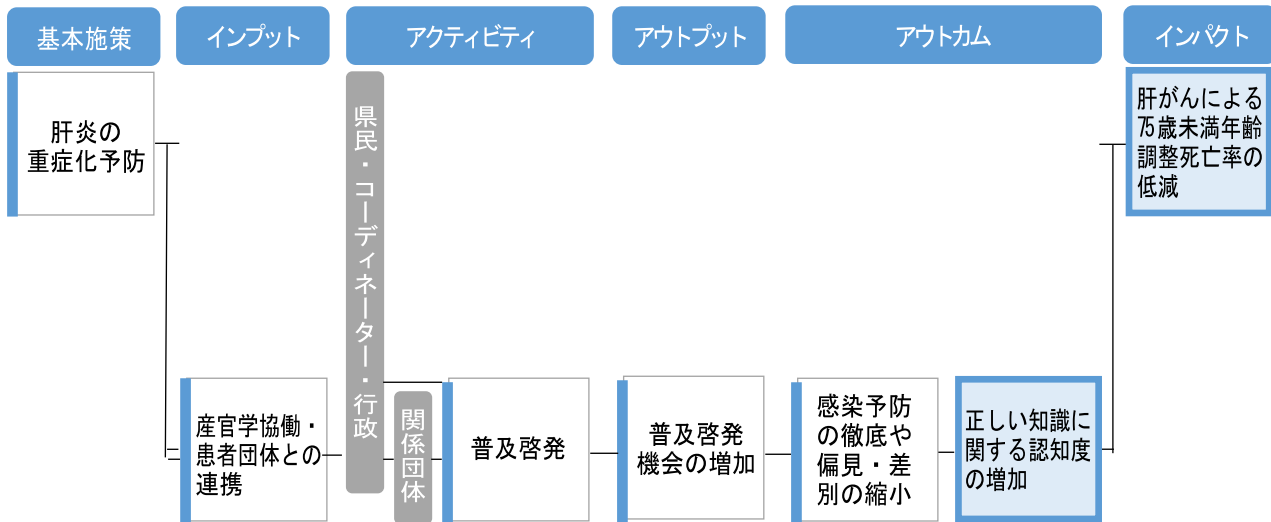 基本施策
インプット
アクティビティ
アウトプット
アウトカム
インパクト
肝炎の
重症化予防
県民・コーディネーター・行政
肝がんによる
75歳未満年齢
調整死亡率の
低減
産官学協働・
患者団体との
連携
関係団体
普及啓発
普及啓発
機会の増加
感染予防
の徹底や
偏見・差
別の縮小
正しい知識に
関する認知度
の増加